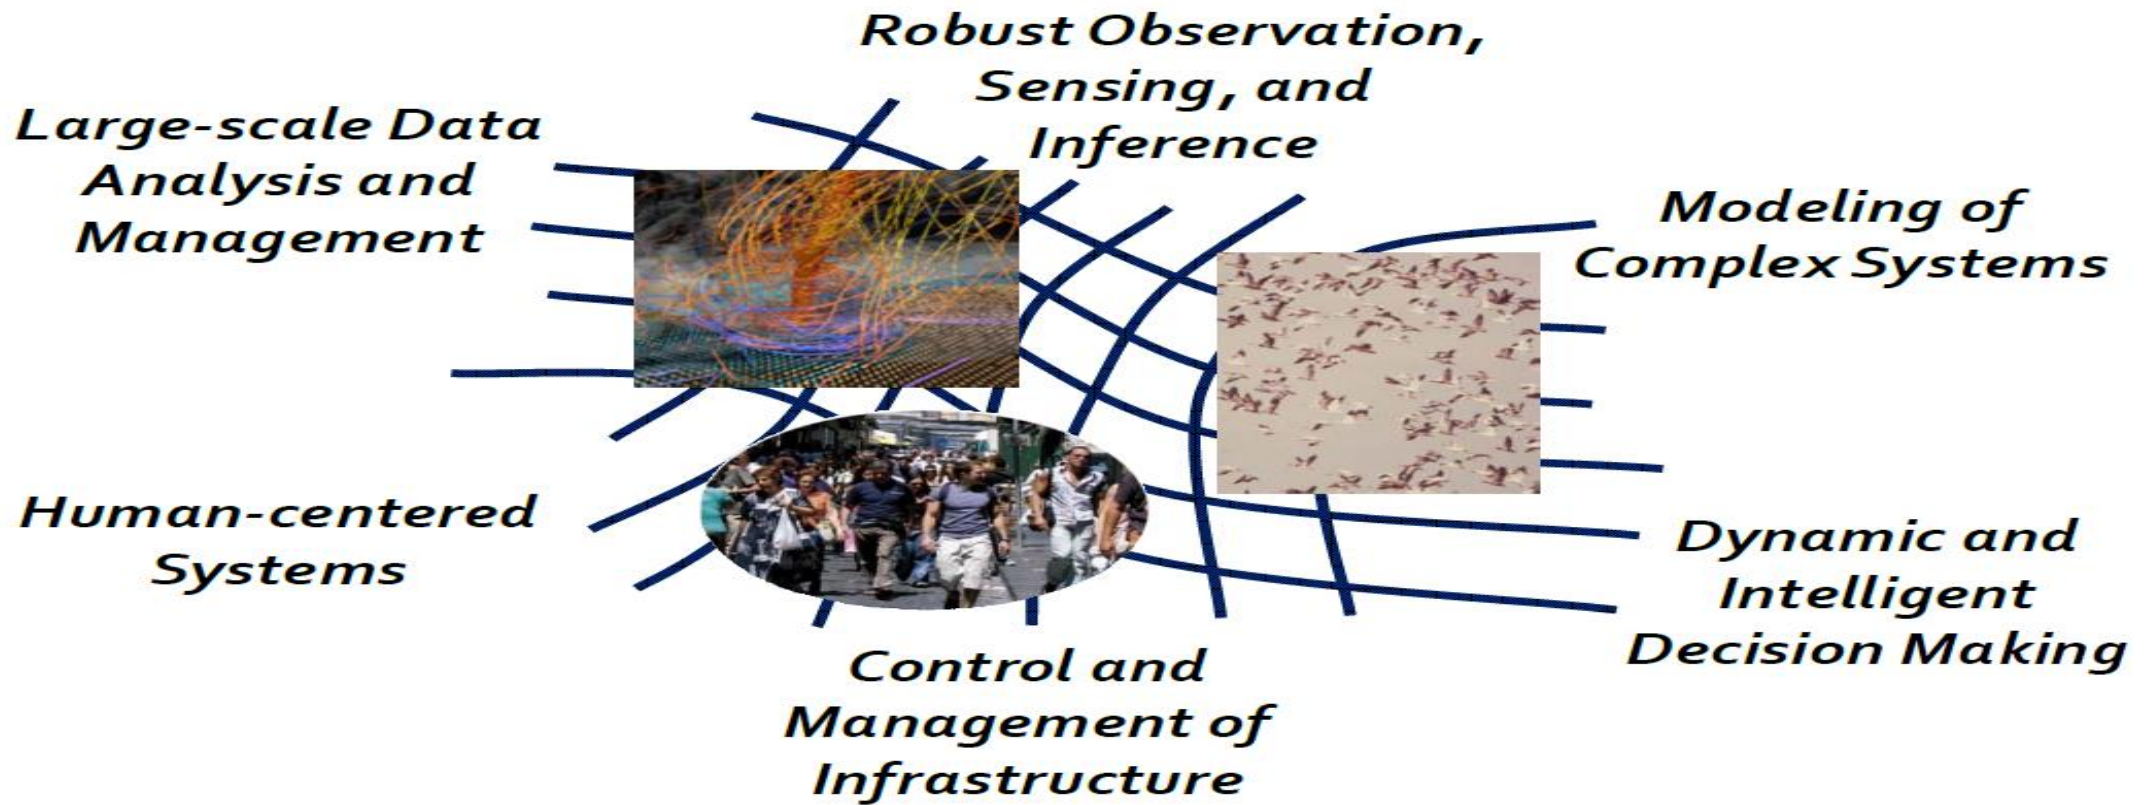 Robust Observation,
Sensing, and
Inference
Large-scale Data
Analysis and
Management
Modeling of
Complex Systems
Human-centered
Systems
Dynamic and
Intelligent
Decision Making
Control and
Management of
Infrastructure